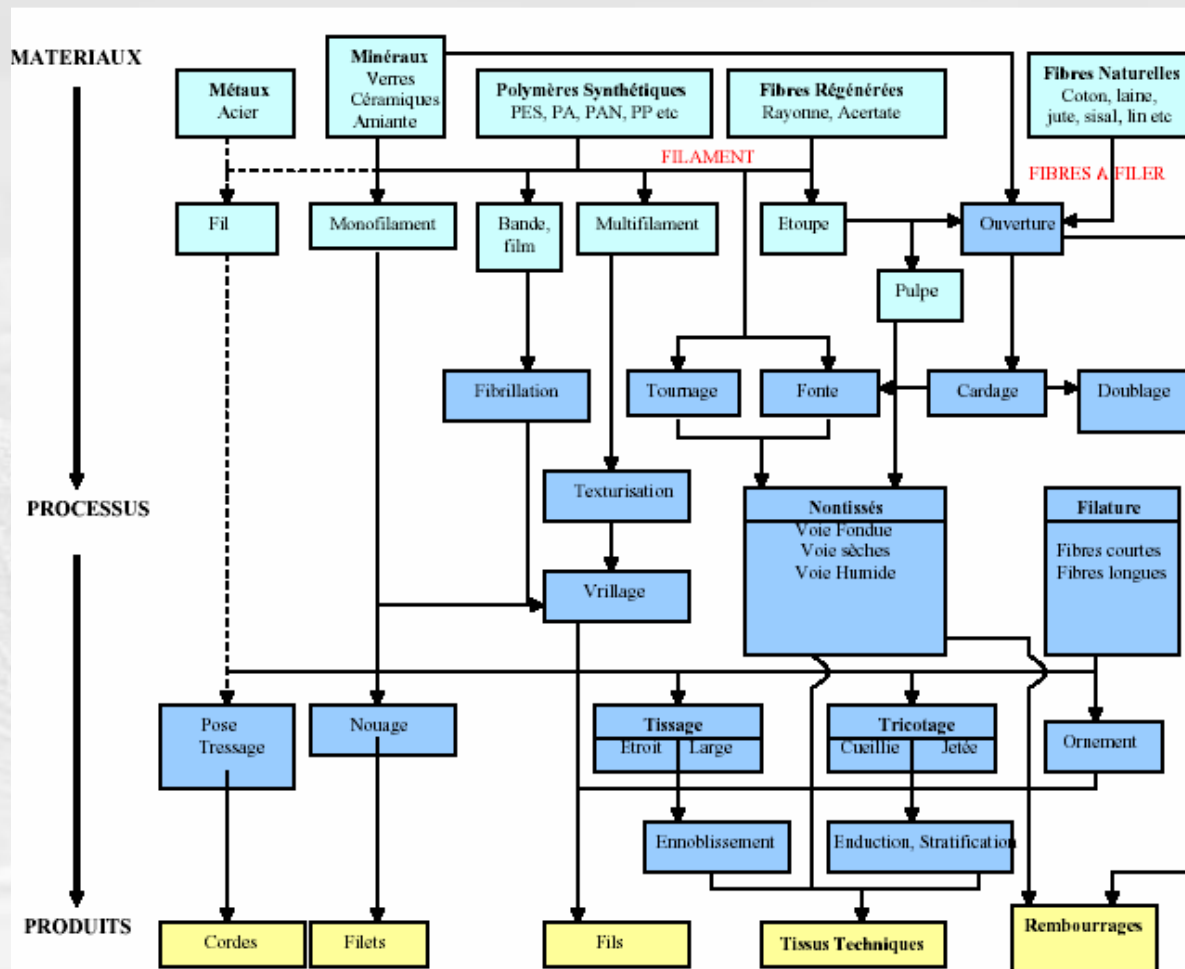 MATERIAUX
Métaux
Acier
Minéraux
Verres
Céramiques
Amiante
Polymères Synthétiques
PES, PA, PAN, PP etc
Fibres Régénérées
Rayonne, Acertate
Fibres Naturelles
Coton, laine,
jute, sisal, lin etc
FILAMENT
FIBRES A FILER
Fil
Monofilament
Bande,
film
Multifilament
Etoupe
Ouverture
Pulpe
Fibrillation
Tournage
Fonte
Cardage
Doublage
PROCESSUS
Texturisation
Nontissés
Voie Fondue
Voie sèches
Voie Humide
Filature
Fibres courtes
Fibres longues
Vrillage
Pose
Tressage
Nouage
Tissage
Etroit Large
Tricotage
Cueillie Jetée
Ornement
Ennoblissement
Enduction, Stratification
PRODUITS
Cordes
Filets
Fils
Tissus Techniques
Rembourrages